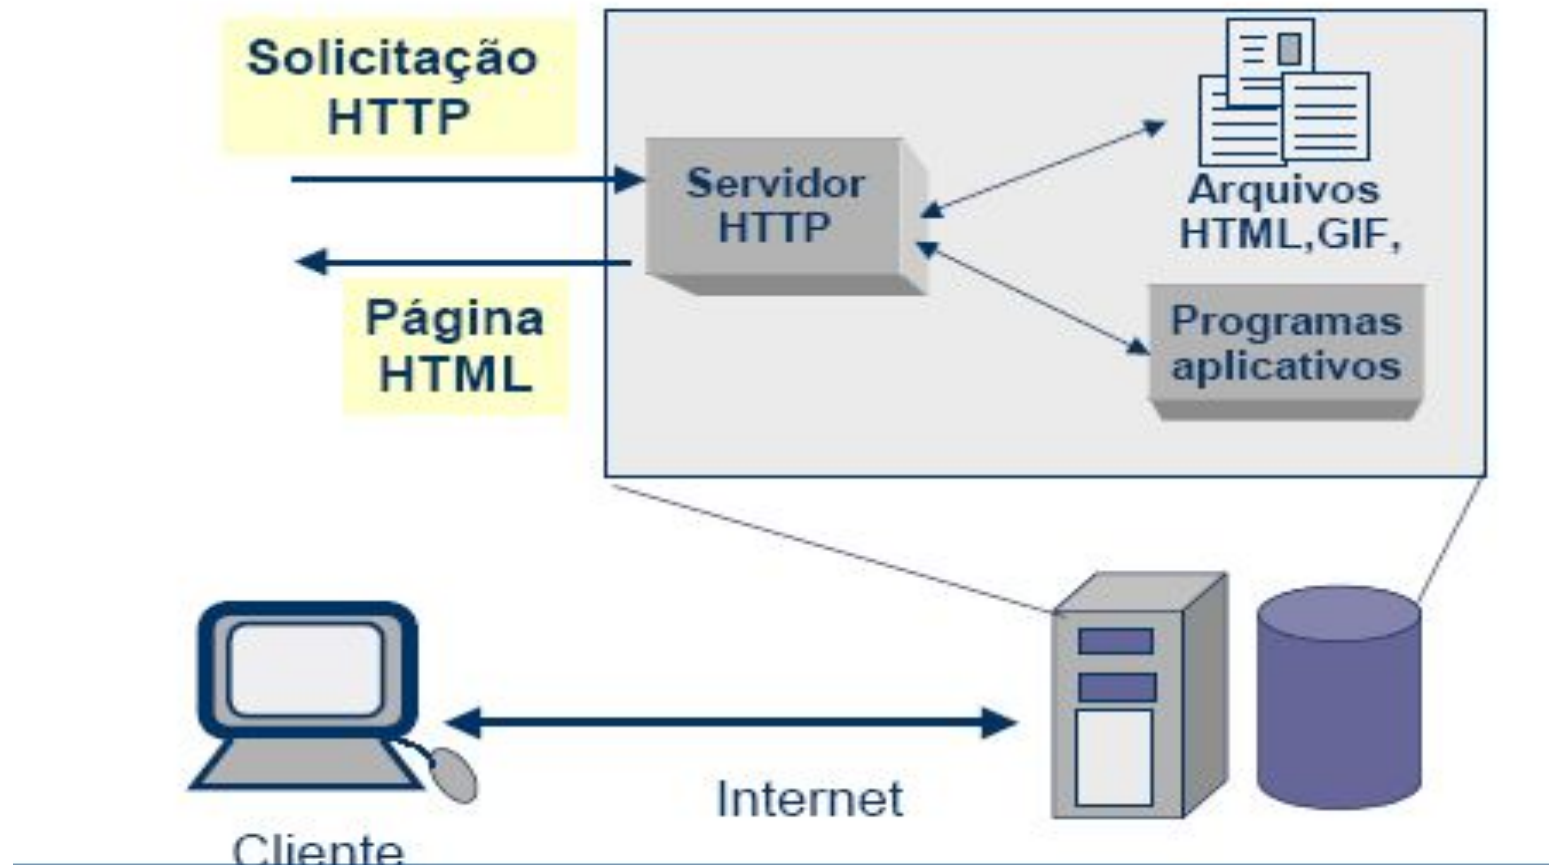 Solicitação
HTTP
Servidor
HTTP
Arquivos
HTML,GIF,
Página
HTML
Programas
aplicativos
Internet
Cliente